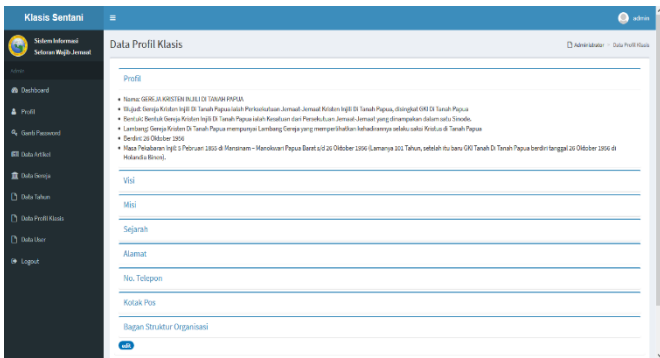 Klasis Sentani
admin
Sistem Informasi
Setoran Wajib Jemaat
Data Profil Klasis
Administrator > Data Profil Klasis
Admin
Dashboard
Profil
Ganti Password
Data Artikel
Data Gereja
Data Tahun
Data Profil Klasis
Data User
Logout
Profil
• Nama: GEREJA KRISTEN INJILI DI TANAH PAPUA
• Wujud: Gereja Kristen Injili Di Tanah Papua ialah Persekutuan Jemaat-Jemaat Kristen Injili Di Tanah Papua, disingkat GKI Di Tanah Papua
• Bentuk: Bentuk Gereja Kristen Injili Di Tanah Papua ialah Kesatuan dari Persekutuan Jemaat-Jemaat yang dinampakan dalam satu Sinode.
• Lambang: Gereja Kristen Di Tanah Papua mempunyai Lambang Gereja yang memperlihatkan kehadirannya selaku saksi Kristus di Tanah Papua
• Berdiri: 26 Oktober 1956
• Masa Pekabaran Injil: 5 Februari 1855 di Mansinam – Manokwari Papua Barat s/d 26 Oktober 1956 (Lamanya 101 Tahun, setelah itu baru GKI Tanah Di Tanah Papua berdiri tanggal 26 Oktober 1956 di
Holandia Binen).
Visi
Misi
Sejarah
Alamat
No. Telepon
Kotak Pos
Bagan Struktur Organisasi
edit